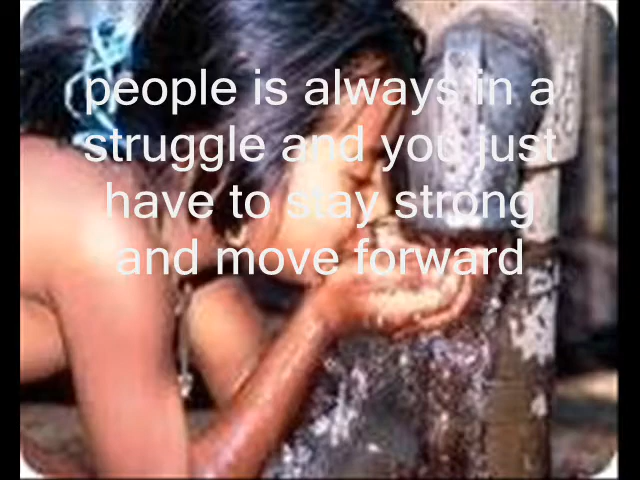 people is always in a
struggle and you just
have to stay strong
and move forward